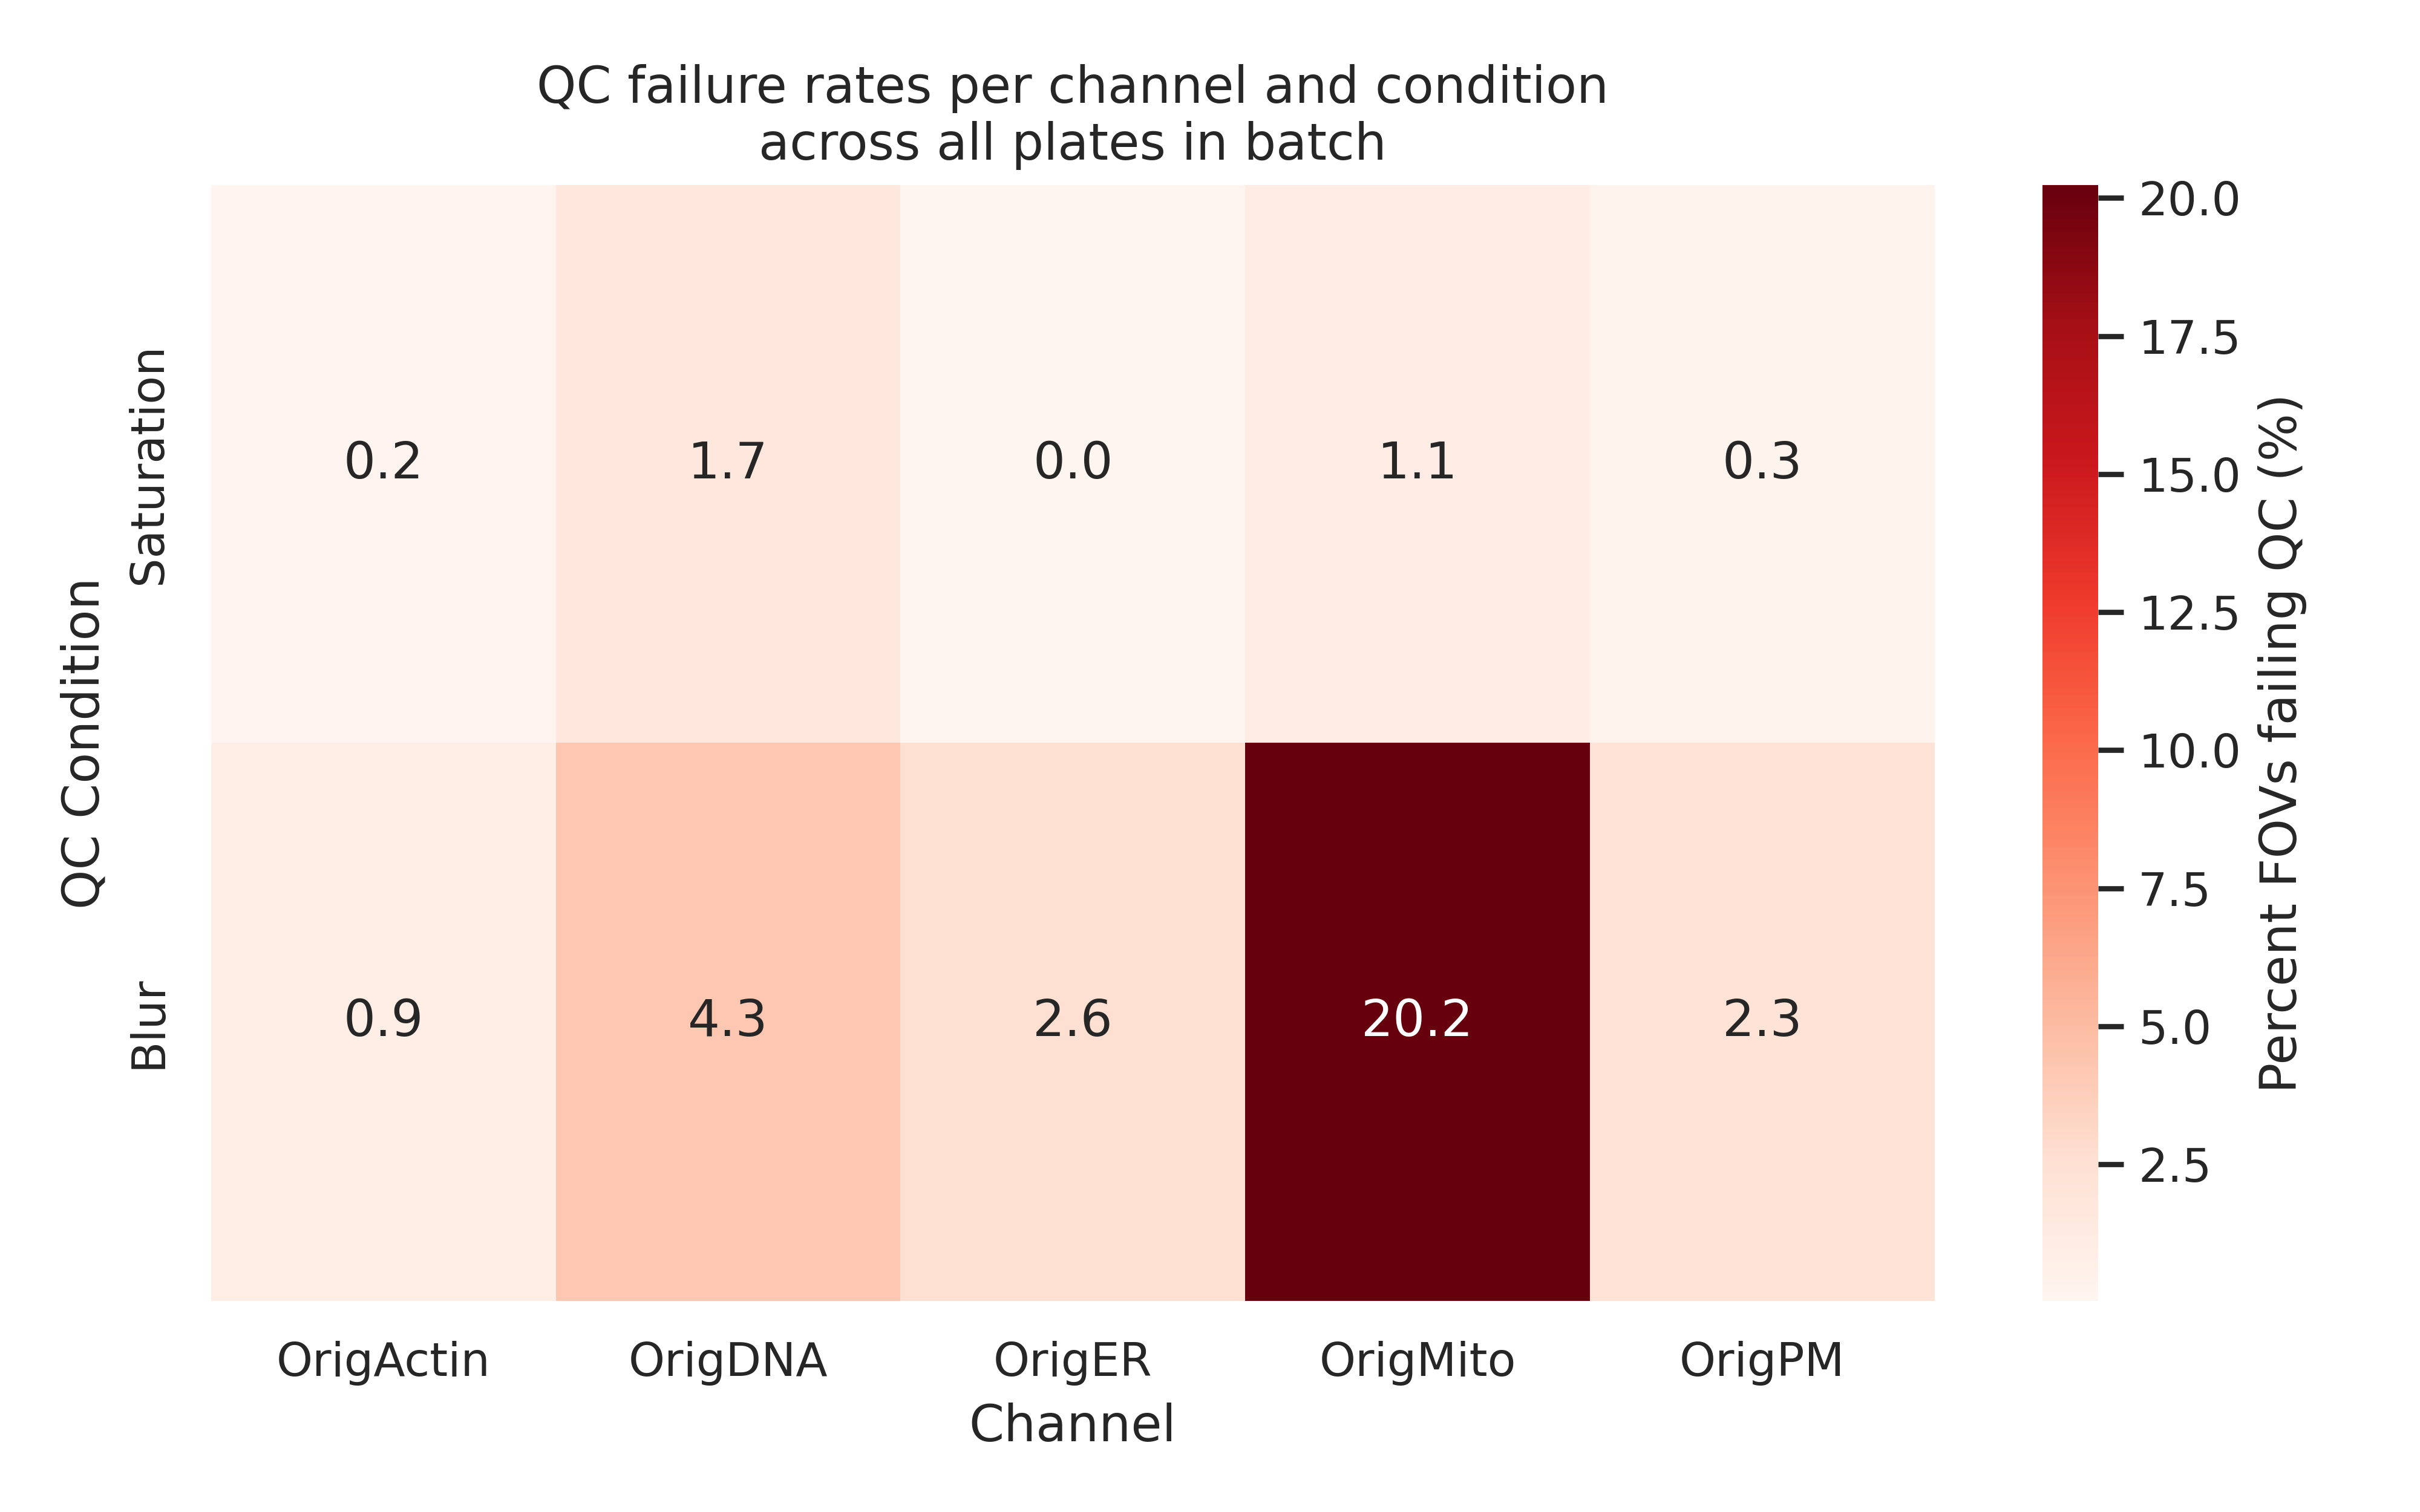 QC failure rates per channel and condition
across all plates in batch
QC Condition
Saturation
0.2 1.7 0.0 1.1 0.3
Blur
0.9 4.3 2.6 20.2 2.3
OrigActin OrigDNA OrigER OrigMito OrigPM
Channel
20.0
17.5
15.0
12.5
10.0
7.5
5.0
2.5
Percent FOVs failing QC (%)